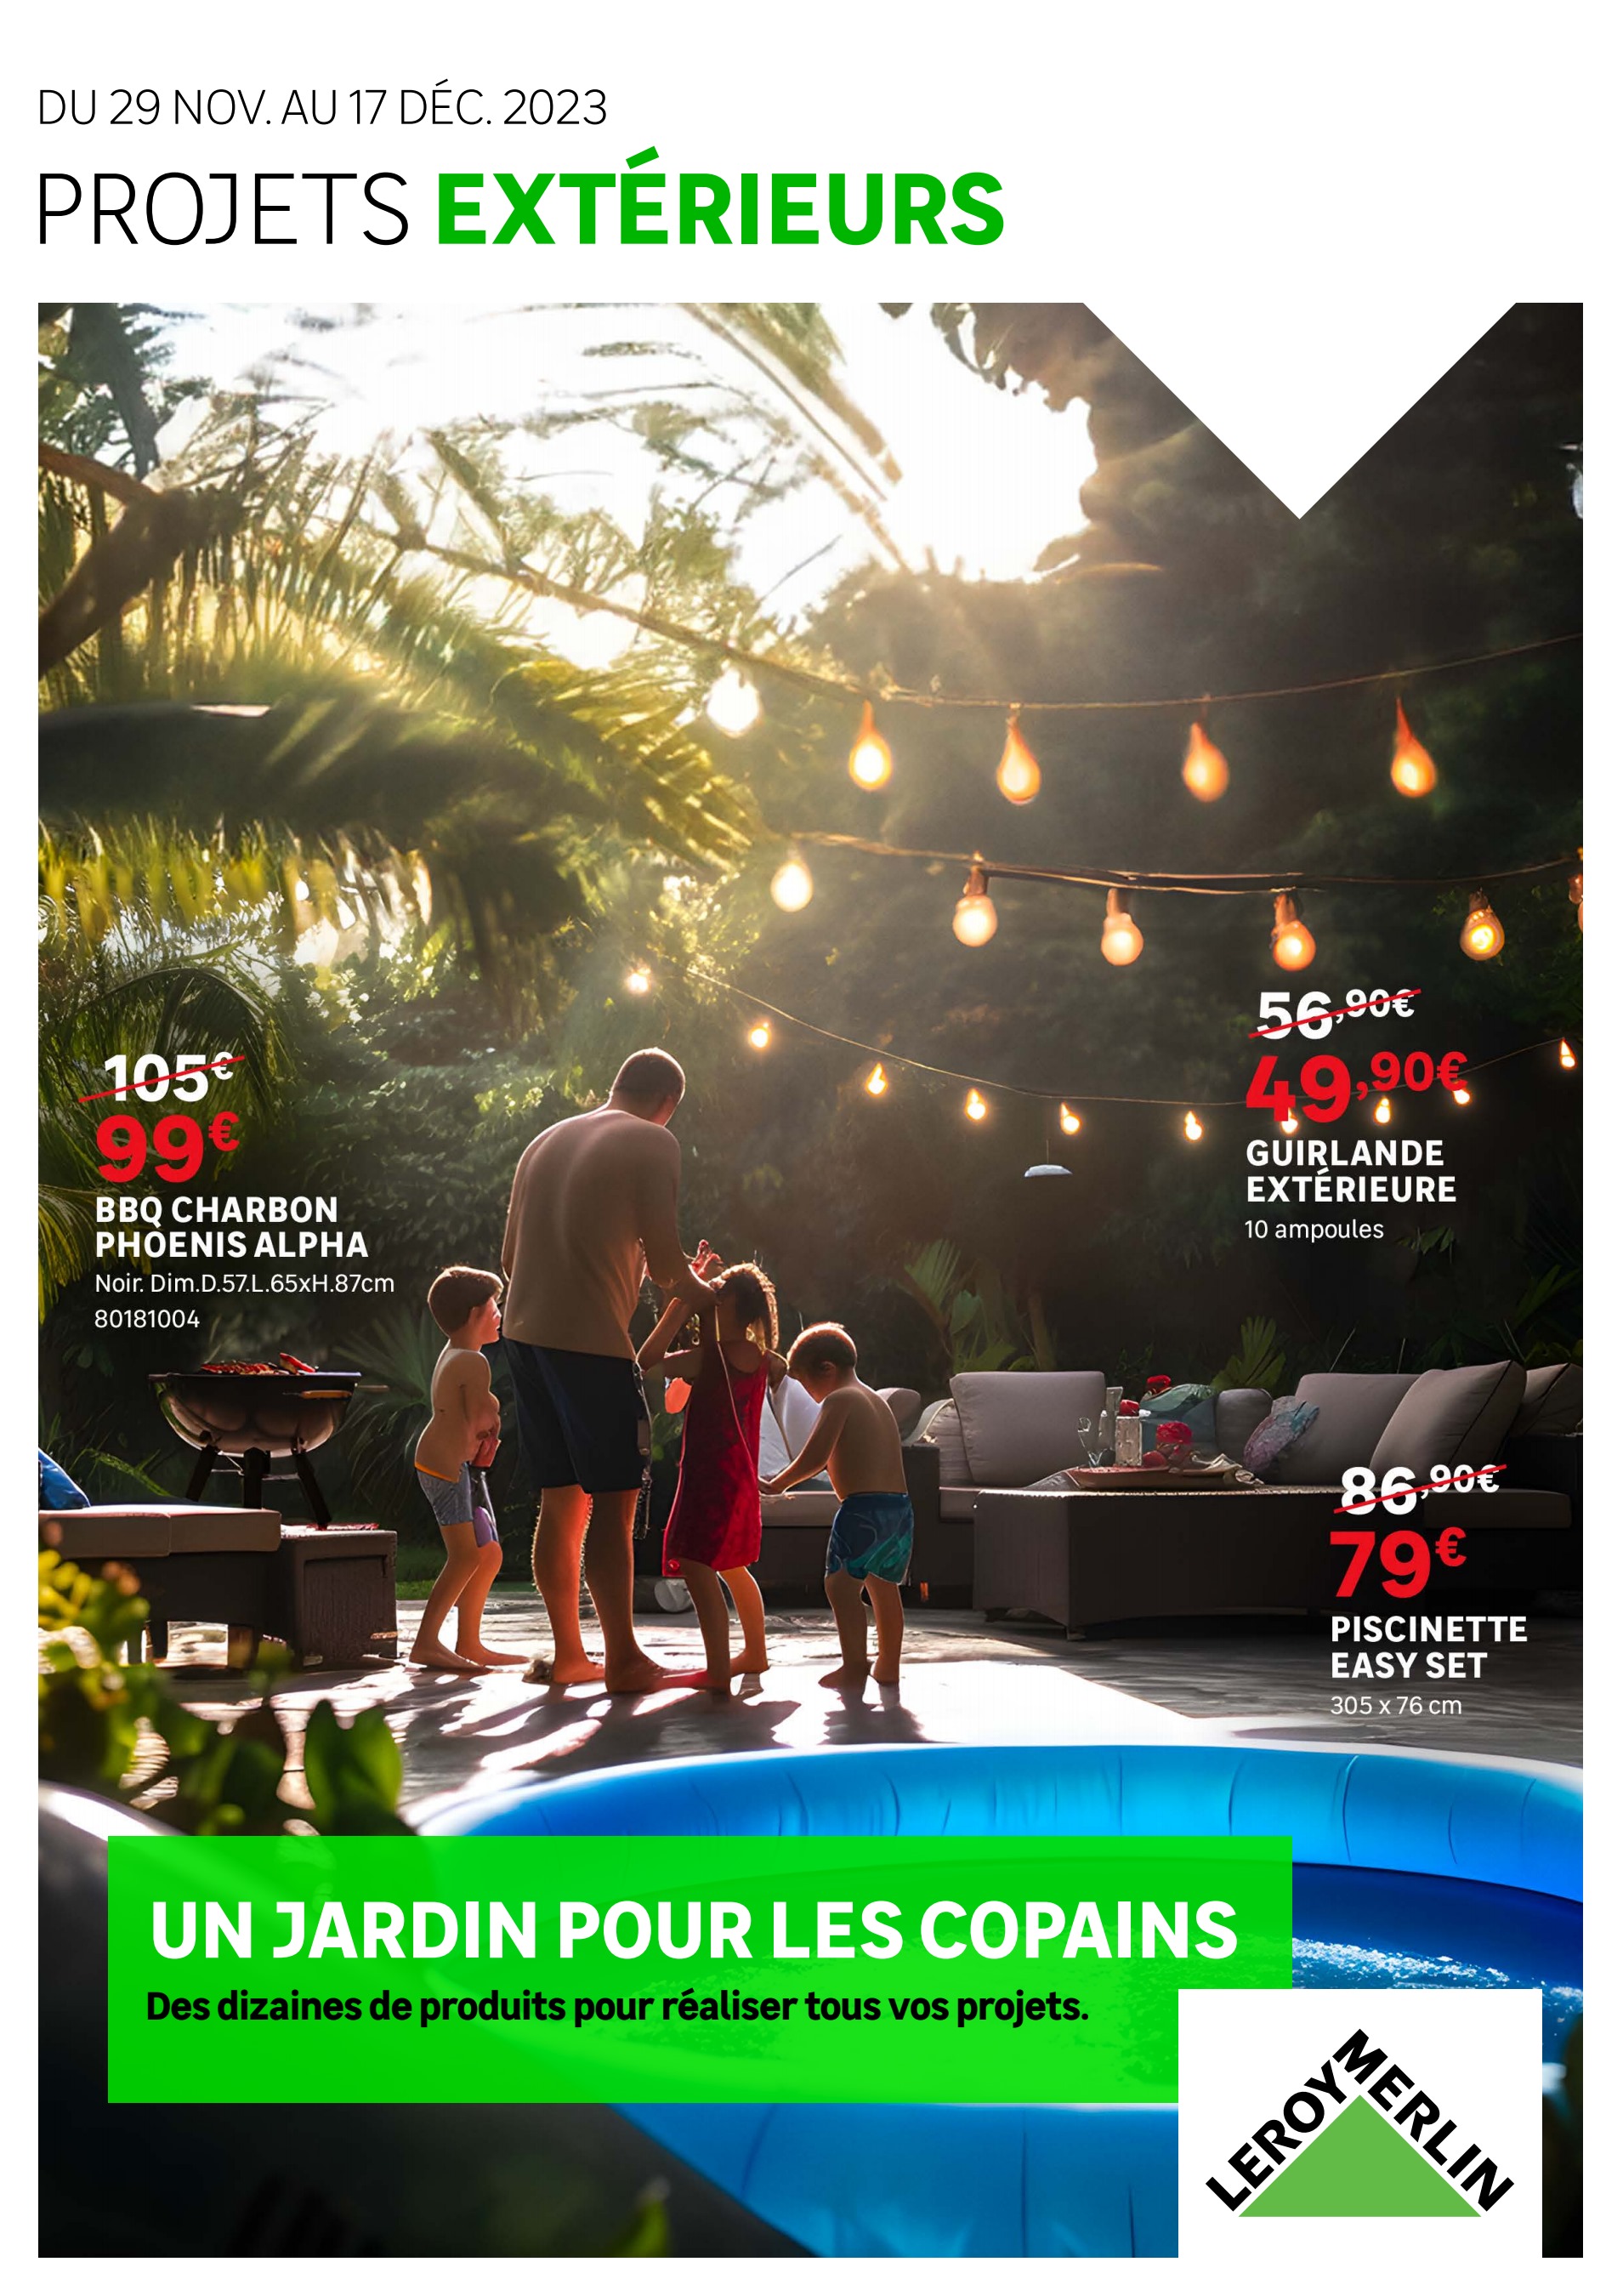 DU 29 NOV. AU 17 DÉC. 2023
PROJETS EXTÉRIEURS
56,90€
49,90€
GUIRLANDE
EXTÉRIEURE
10 ampoules
105€
99€
BBQ CHARBON
PHOENIS ALPHA
Noir. Dim.D.57.L.65xH.87cm
80181004
86,90€
79€
PISCINETTE
EASY SET
305 x 76 cm
UN JARDIN POUR LES COPAINS
Des dizaines de produits pour réaliser tous vos projets.
LEROY MERLIN